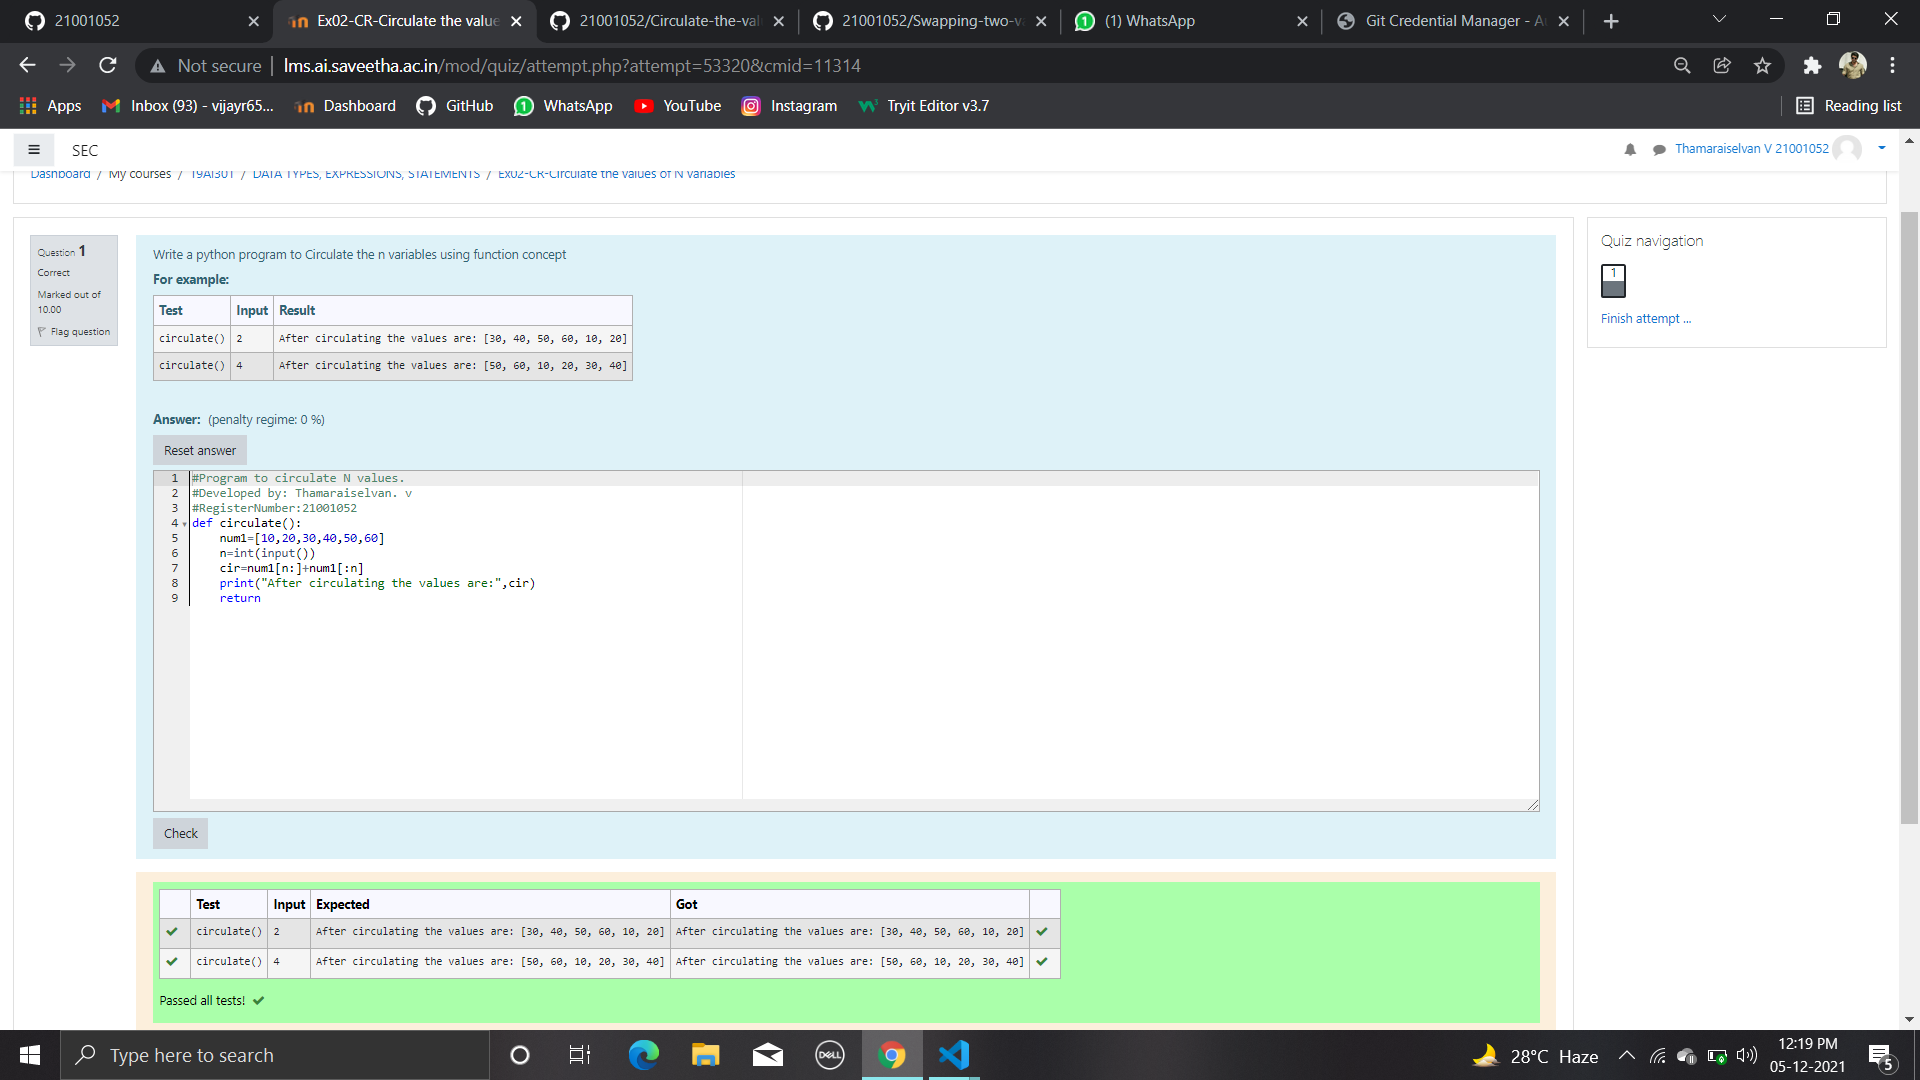 21001052
Ex02-CR-Circulate the value
21001052/Circulate-the-val
21001052/Swapping-two-va
(1) WhatsApp
Git Credential Manager - Au
Not secure | lms.ai.saveetha.ac.in/mod/quiz/attempt.php?attempt=53320&cmid=11314
Apps
Inbox (93) - vijayr65...
Dashboard
GitHub
WhatsApp
YouTube
Instagram
Tryit Editor v3.7
Reading list
SEC
Thamaraiselvan V 21001052
Dashboard / My courses / 19AI301 / DATA TYPES, EXPRESSIONS, STATEMENTS / Ex02-CR-Circulate the values of N variables
Question 1
Correct
Marked out of
10.00
Flag question
Write a python program to Circulate the n variables using function concept
For example:
Test Input Result
circulate() 2 After circulating the values are: [30, 40, 50, 60, 10, 20]
circulate() 4 After circulating the values are: [50, 60, 10, 20, 30, 40]
Answer: (penalty regime: 0 %)
Reset answer
1 #Program to circulate N values.
2 #Developed by: Thamaraiselvan. v
3 #RegisterNumber:21001052
4 def circulate():
5 num1=[10,20,30,40,50,60]
6 n=int(input())
7 cir=num1[n:]+num1[:n]
8 print("After circulating the values are:",cir)
9 return
Check
Test Input Expected Got
circulate() 2 After circulating the values are: [30, 40, 50, 60, 10, 20] After circulating the values are: [30, 40, 50, 60, 10, 20]
circulate() 4 After circulating the values are: [50, 60, 10, 20, 30, 40] After circulating the values are: [50, 60, 10, 20, 30, 40]
Passed all tests!
Quiz navigation
1
Finish attempt ...
Type here to search
DELL
28°C Haze
12:19 PM
05-12-2021
5